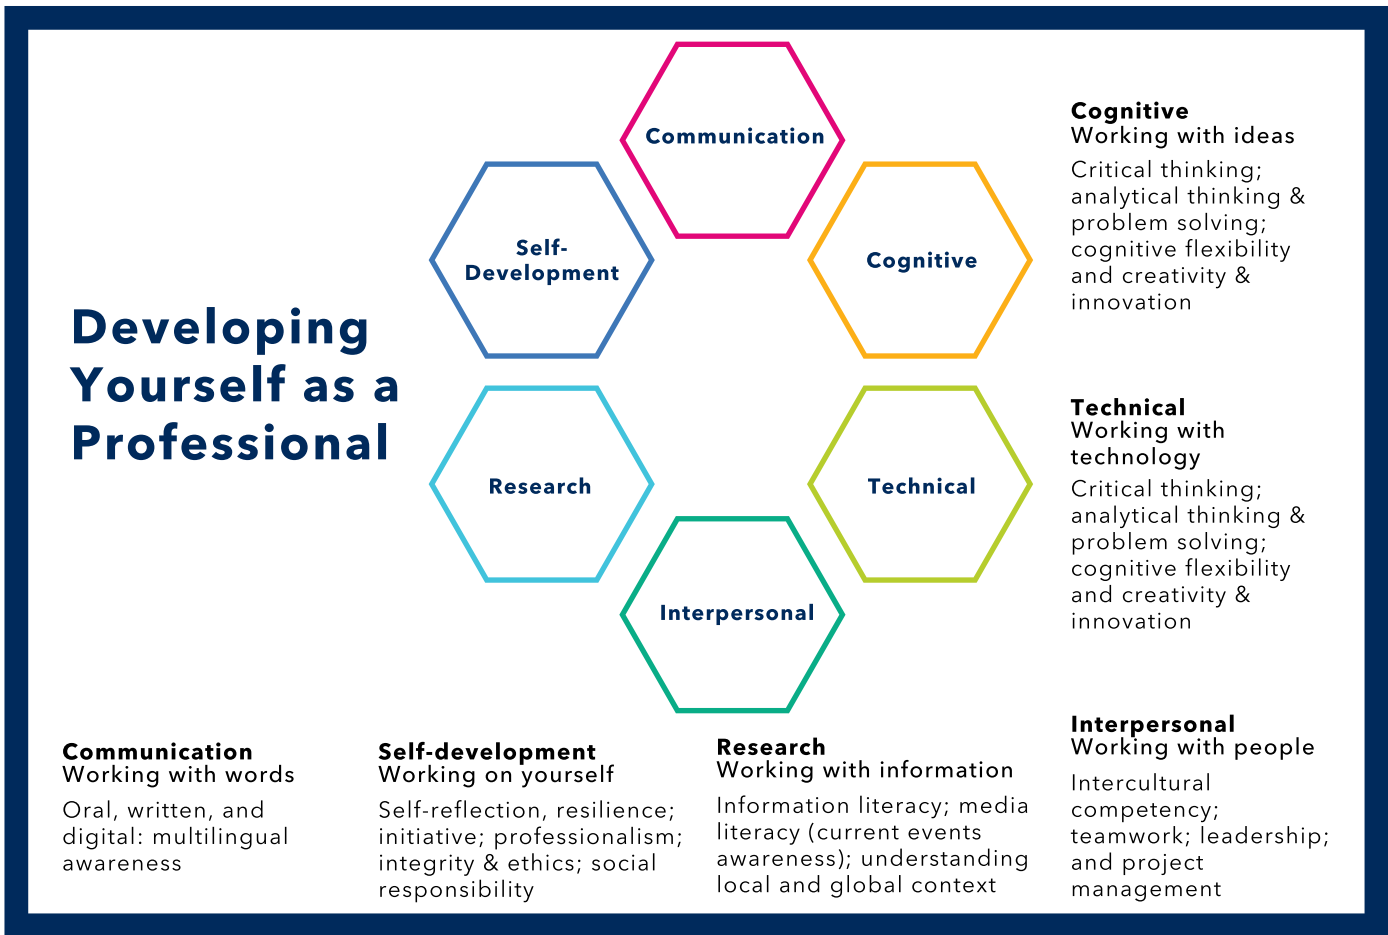 Developing
Yourself as a
Professional
Communication
Self-
Development
Cognitive
Research
Technical
Interpersonal
Cognitive
Working with ideas
Critical thinking;
analytical thinking &
problem solving;
cognitive flexibility
and creativity &
innovation
Technical
Working with
technology
Critical thinking;
analytical thinking &
problem solving;
cognitive flexibility
and creativity &
innovation
Communication
Working with words
Oral, written, and
digital: multilingual
awareness
Self-development
Working on yourself
Self-reflection, resilience;
initiative; professionalism;
integrity & ethics; social
responsibility
Research
Working with information
Information literacy; media
literacy (current events
awareness); understanding
local and global context
Interpersonal
Working with people
Intercultural
competency;
teamwork; leadership;
and project
management